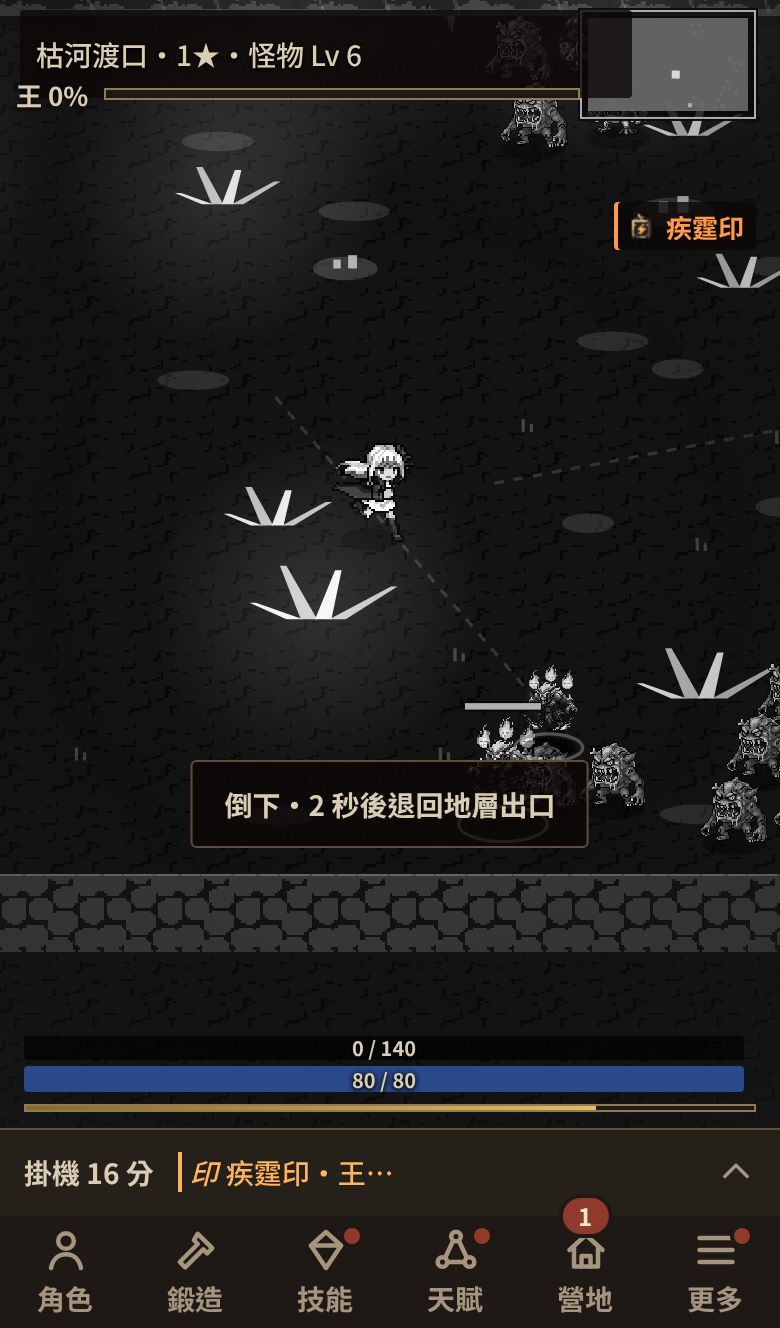 枯河渡口・1★・怪物 Lv 6
王 0%
疾霆印
倒下・2 秒後退回地層出口
0 / 140
80 / 80
掛機 16 分
印 疾霆印・王…
1
角色
鍛造
技能
天賦
營地
更多